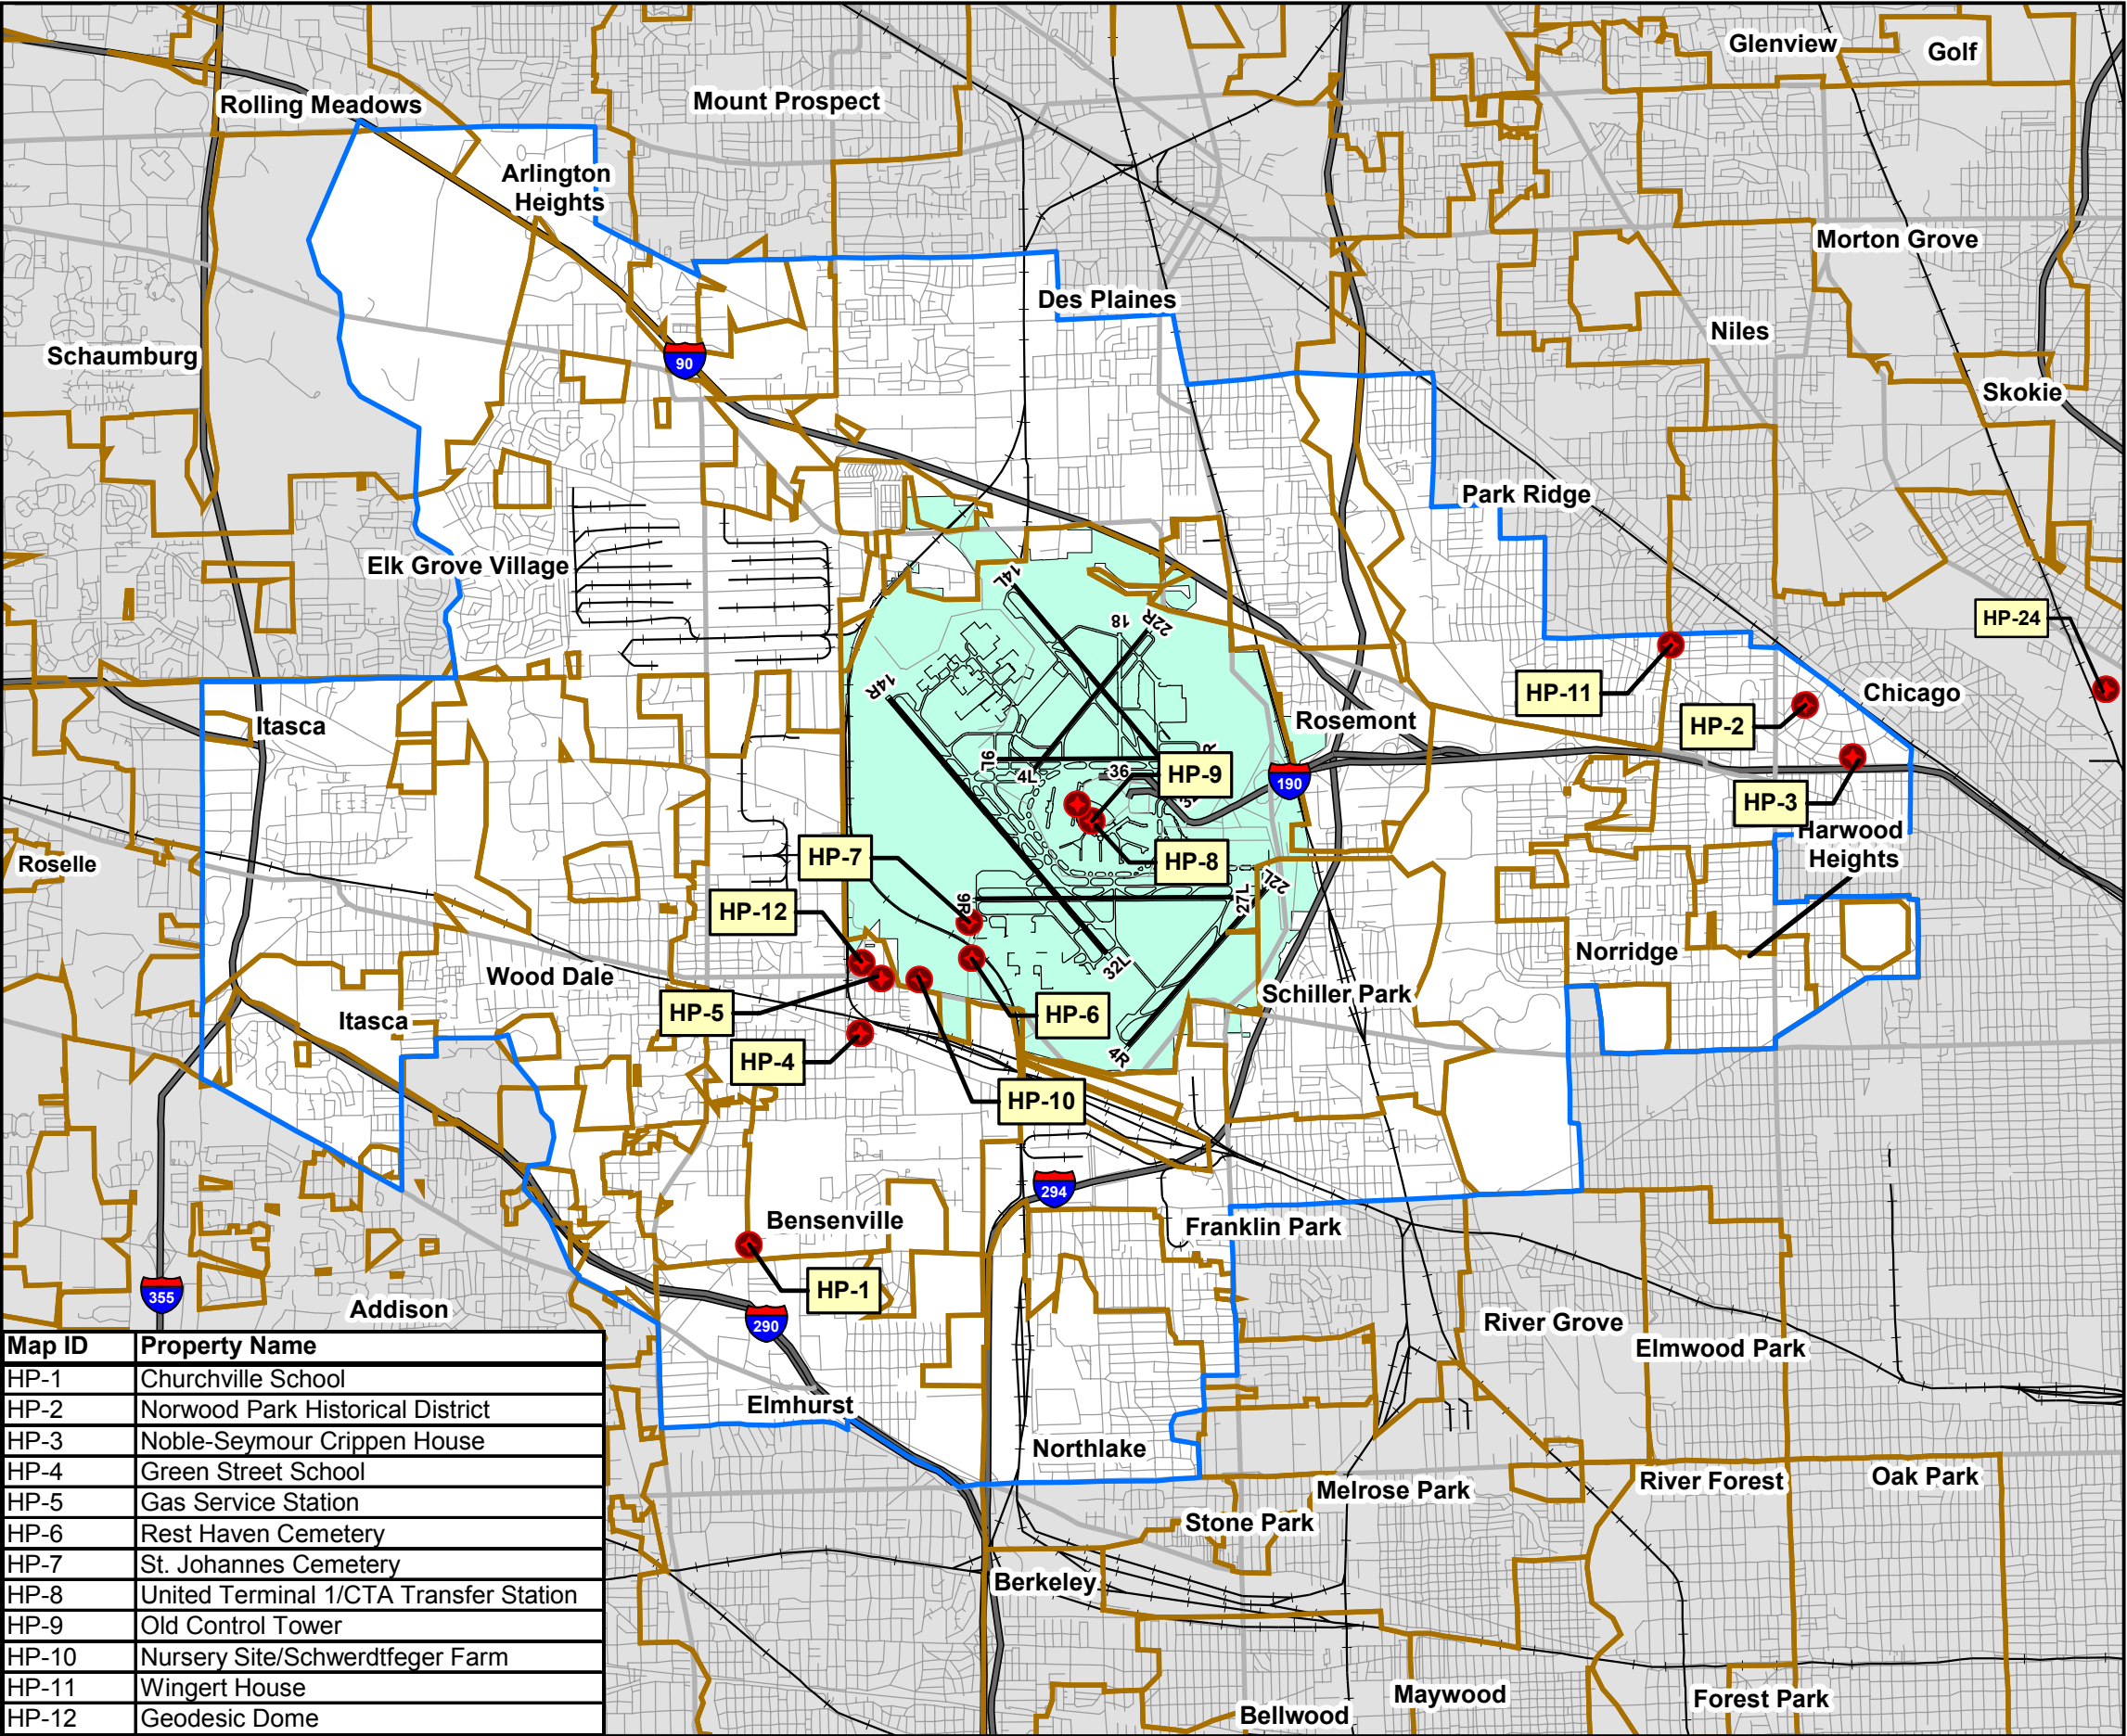 Glenview
Golf
Rolling Meadows
Mount Prospect
Arlington
Heights
Morton Grove
Des Plaines
Niles
Schaumburg
90
Skokie
Park Ridge
Elk Grove Village
14L
HP-24
18
22R
14R
HP-11
Chicago
Itasca
Rosemont
HP-2
9L
4L
36
HP-9
190
HP-3
Harwood
Heights
Roselle
HP-7
HP-8
22L
27L
9R
HP-12
Norridge
32L
Wood Dale
Schiller Park
HP-5
HP-6
Itasca
4R
HP-4
HP-10
294
Bensenville
Franklin Park
HP-1
355
Addison
290
River Grove
Elmwood Park
Elmhurst
Northlake
River Forest
Oak Park
Melrose Park
Stone Park
Berkeley
Maywood
Forest Park
Bellwood
Map ID Property Name
HP-1 Churchville School
HP-2 Norwood Park Historical District
HP-3 Noble-Seymour Crippen House
HP-4 Green Street School
HP-5 Gas Service Station
HP-6 Rest Haven Cemetery
HP-7 St. Johannes Cemetery
HP-8 United Terminal 1/CTA Transfer Station
HP-9 Old Control Tower
HP-10 Nursery Site/Schwerdtfeger Farm
HP-11 Wingert House
HP-12 Geodesic Dome